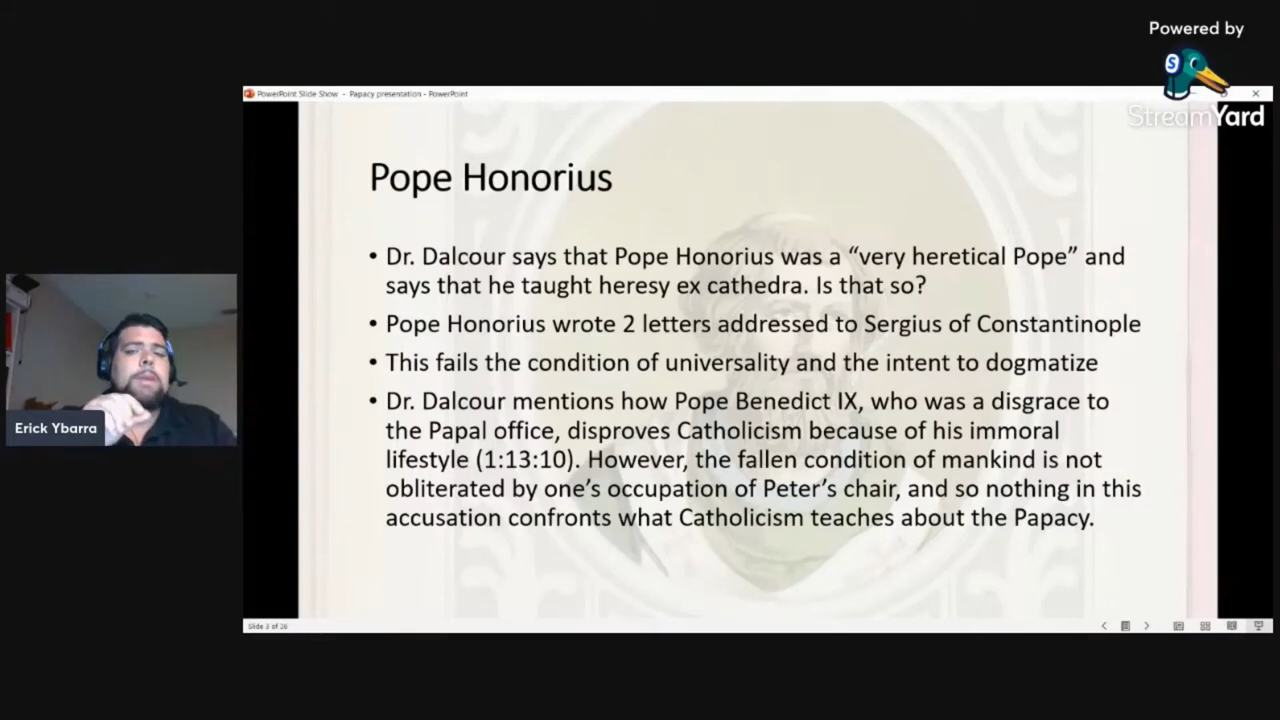 Powered by
StreamYard
PowerPoint Slide Show - Papacy presentation - PowerPoint
Pope Honorius
• Dr. Dalcour says that Pope Honorius was a “very heretical Pope” and
says that he taught heresy ex cathedra. Is that so?
• Pope Honorius wrote 2 letters addressed to Sergius of Constantinople
• This fails the condition of universality and the intent to dogmatize
• Dr. Dalcour mentions how Pope Benedict IX, who was a disgrace to
the Papal office, disproves Catholicism because of his immoral
lifestyle (1:13:10). However, the fallen condition of mankind is not
obliterated by one’s occupation of Peter’s chair, and so nothing in this
accusation confronts what Catholicism teaches about the Papacy.
Erick Ybarra
Slide 3 of 26